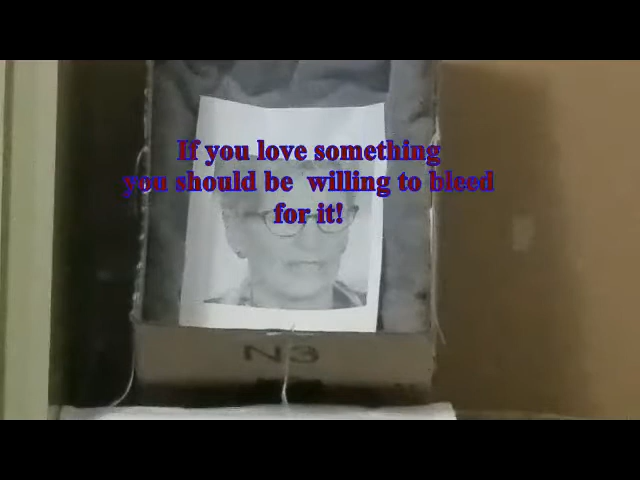 If you love something
you should be  willing to bleed
for it!
N3